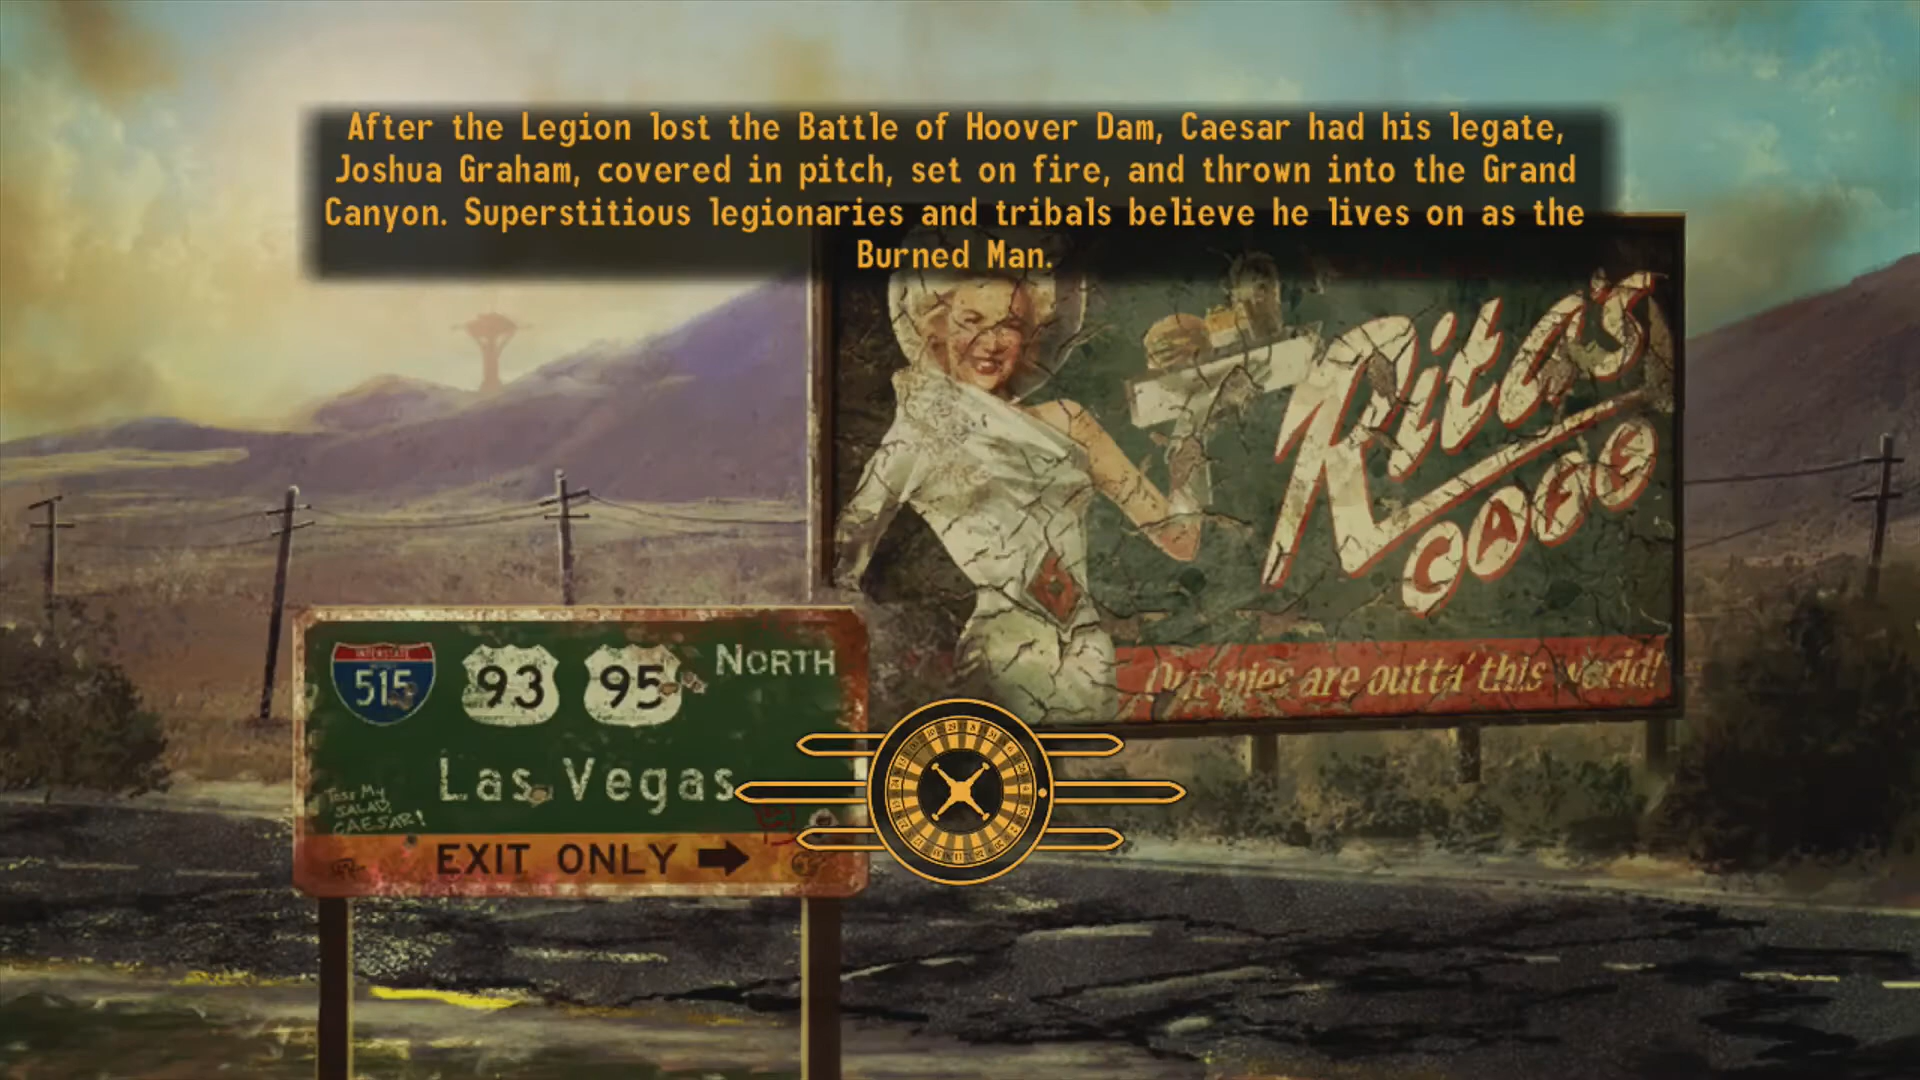 After the Legion lost the Battle of Hoover Dam, Caesar had his legate,
Joshua Graham, covered in pitch, set on fire, and thrown into the Grand
Canyon. Superstitious legionaries and tribals believe he lives on as the
Burned Man.
Rita's
CAFE
Our pies are outta' this world!
INTERSTATE
515
93
95
NORTH
Las Vegas
Toss My
SALAD,
CAESAR!
EXIT ONLY